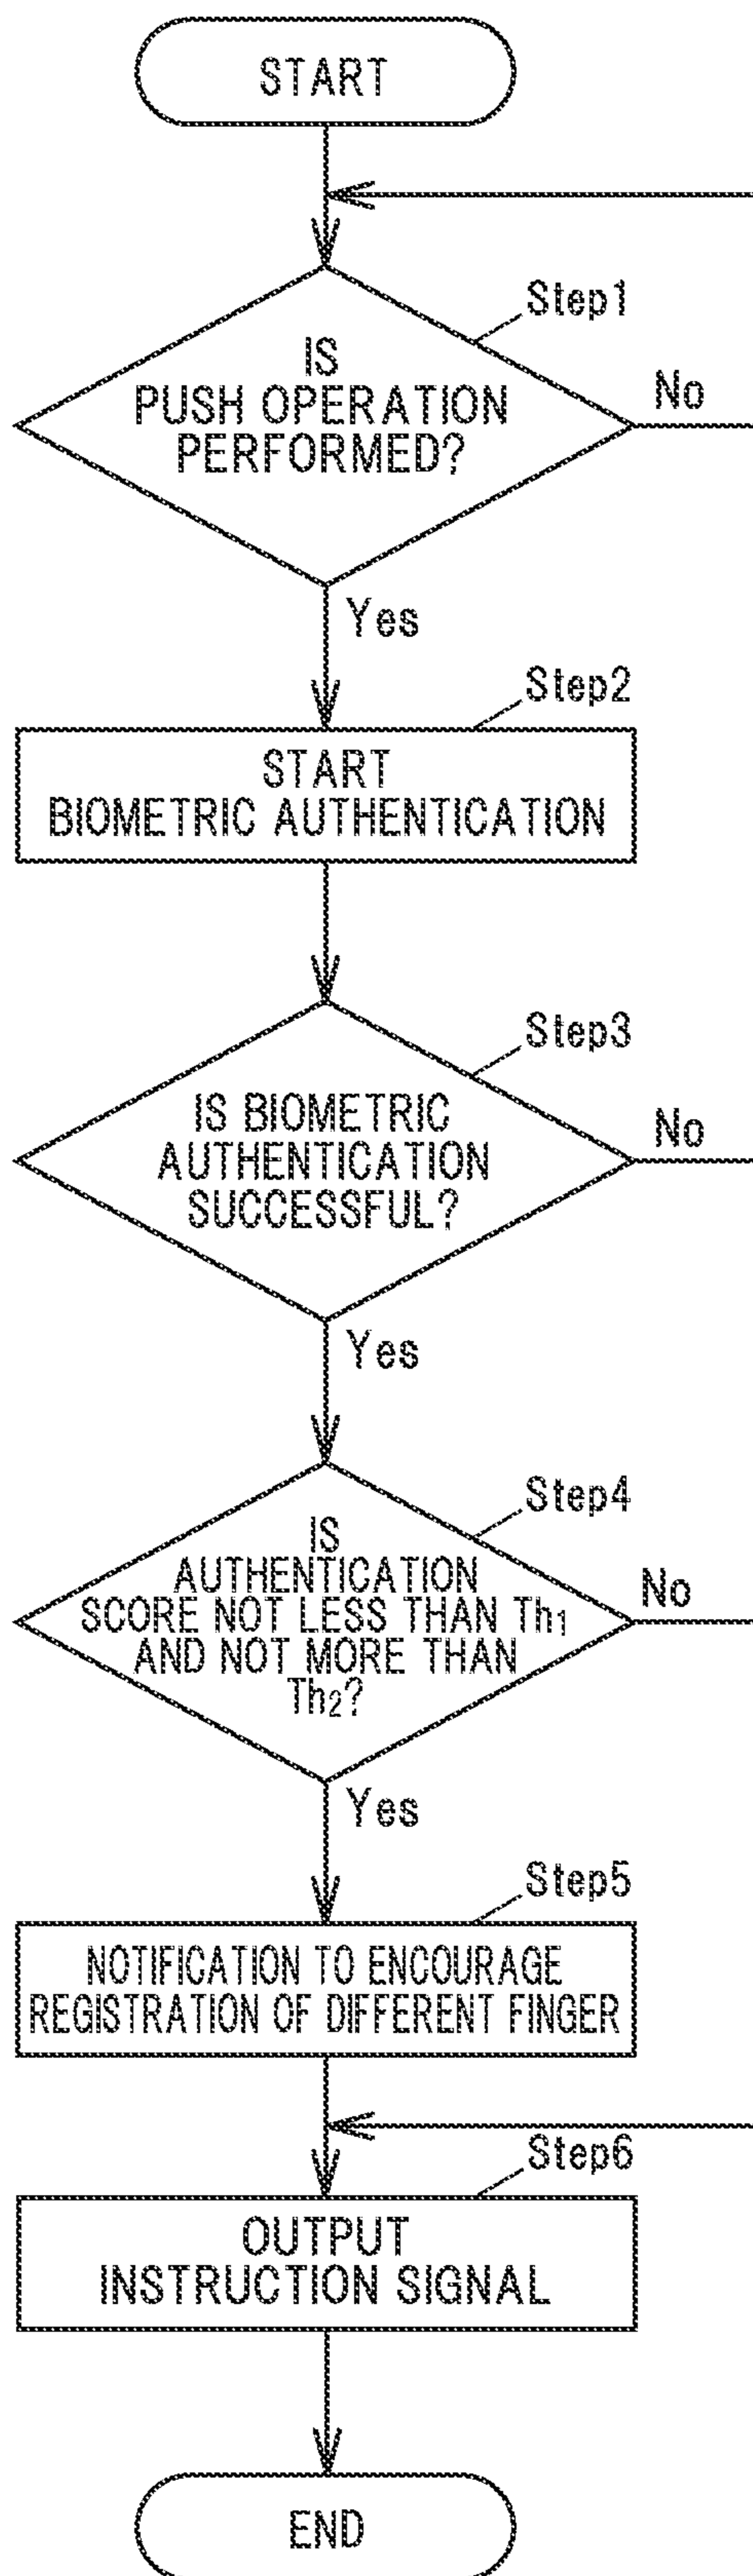 START
Step1
IS
PUSH OPERATION
PERFORMED?
No
Yes
Step2
START
BIOMETRIC AUTHENTICATION
Step3
IS BIOMETRIC
AUTHENTICATION
SUCCESSFUL?
No
Yes
Step4
IS
AUTHENTICATION
SCORE NOT LESS THAN Th1
AND NOT MORE THAN
Th2?
No
Yes
Step5
NOTIFICATION TO ENCOURAGE
REGISTRATION OF DIFFERENT FINGER
Step6
OUTPUT
INSTRUCTION SIGNAL
END